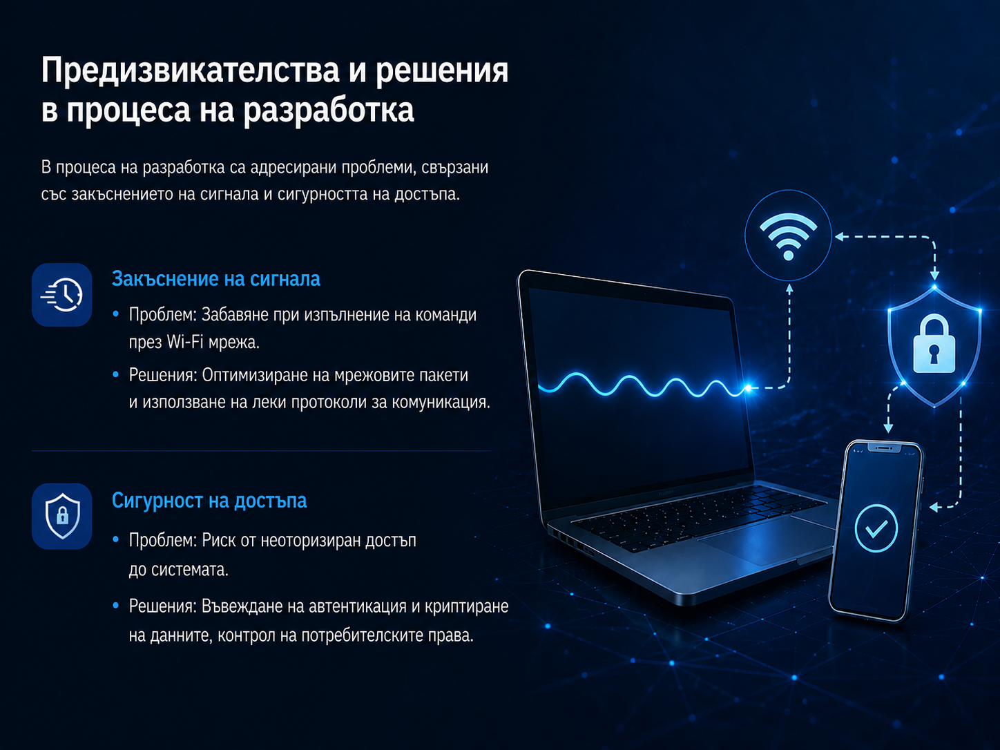 Предизвикателства и решения
в процеса на разработка
В процеса на разработка са адресирани проблеми, свързани
със закъснението на сигнала и сигурността на достъпа.
Закъснение на сигнала
• Проблем: Забавяне при изпълнение на команди
през Wi-Fi мрежа.
• Решения: Оптимизиране на мрежовите пакети
и използване на леки протоколи за комуникация.
Сигурност на достъпа
• Проблем: Риск от неоторизиран достъп
до системата.
• Решения: Въвеждане на автентикация и криптиране
на данните, контрол на потребителските права.